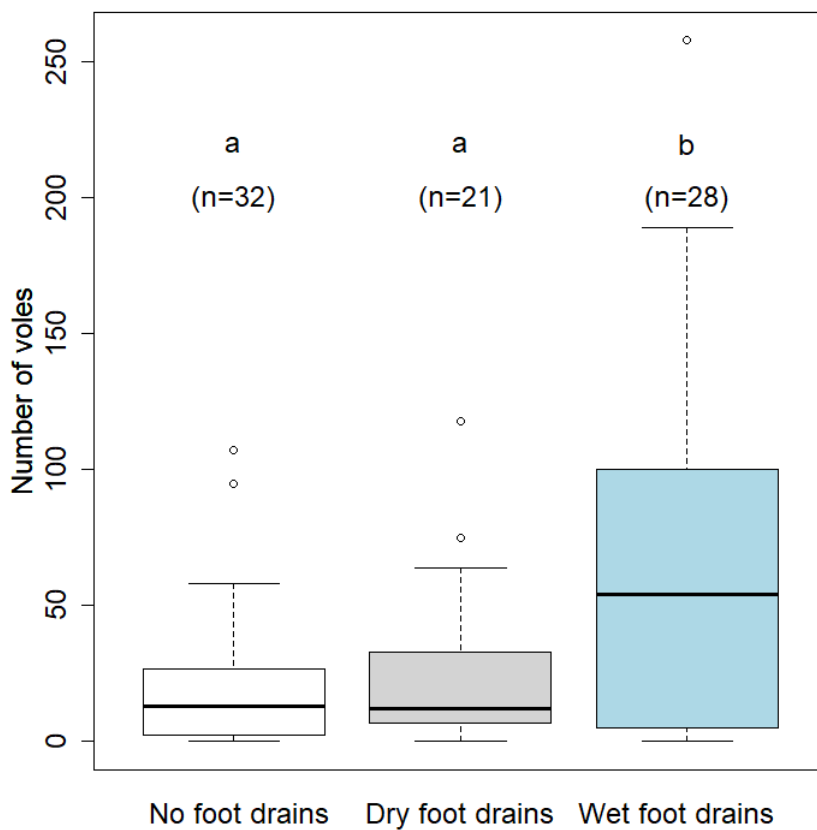 Number of voles
250
200
150
100
50
0
a a b
(n=32) (n=21) (n=28)
No foot drains Dry foot drains Wet foot drains